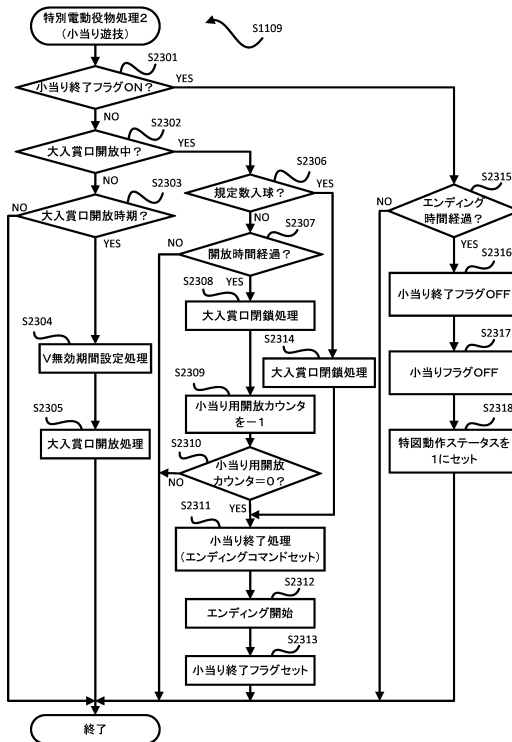 特別電動役物処理2
(小当り遊技)
S1109
S2301
小当り終了フラグON？
YES
NO
S2302
大入賞口開放中？
YES
NO
S2303
NO
大入賞口開放時期？
YES
S2304
V無効期間設定処理
S2305
大入賞口開放処理
S2306
規定数入球？
YES
NO
S2307
NO
開放時間経過？
YES
S2308
大入賞口閉鎖処理
S2314
大入賞口閉鎖処理
S2309
小当り用開放カウンタ
を－1
S2310
小当り用開放
カウンタ＝0？
NO
YES
S2311
小当り終了処理
(エンディングコマンドセット)
S2312
エンディング開始
S2313
小当り終了フラグセット
S2315
NO
エンディング
時間経過？
YES
S2316
小当り終了フラグOFF
S2317
小当りフラグOFF
S2318
特図動作ステータスを
1にセット
終了